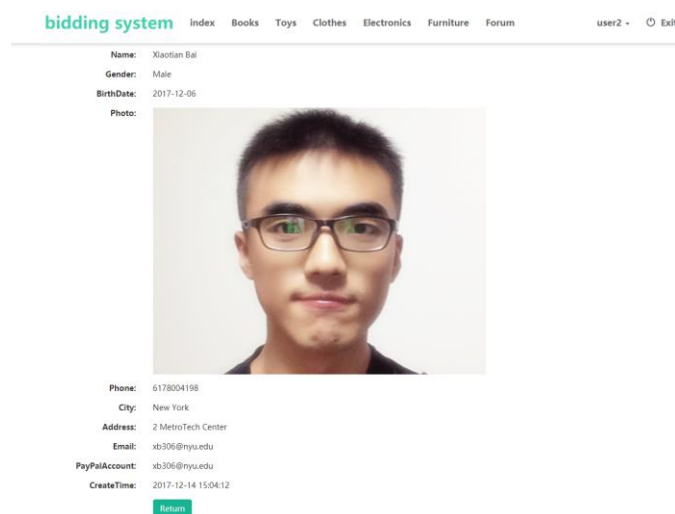 bidding system index Books Toys Clothes Electronics Furniture Forum user2 Exit
Name: Xiaotian Bai
Gender: Male
BirthDate: 2017-12-06
Photo:
Phone: 6178004198
City: New York
Address: 2 MetroTech Center
Email: xb306@nyu.edu
PayPalAccount: xb306@nyu.edu
CreateTime: 2017-12-14 15:04:12
Return